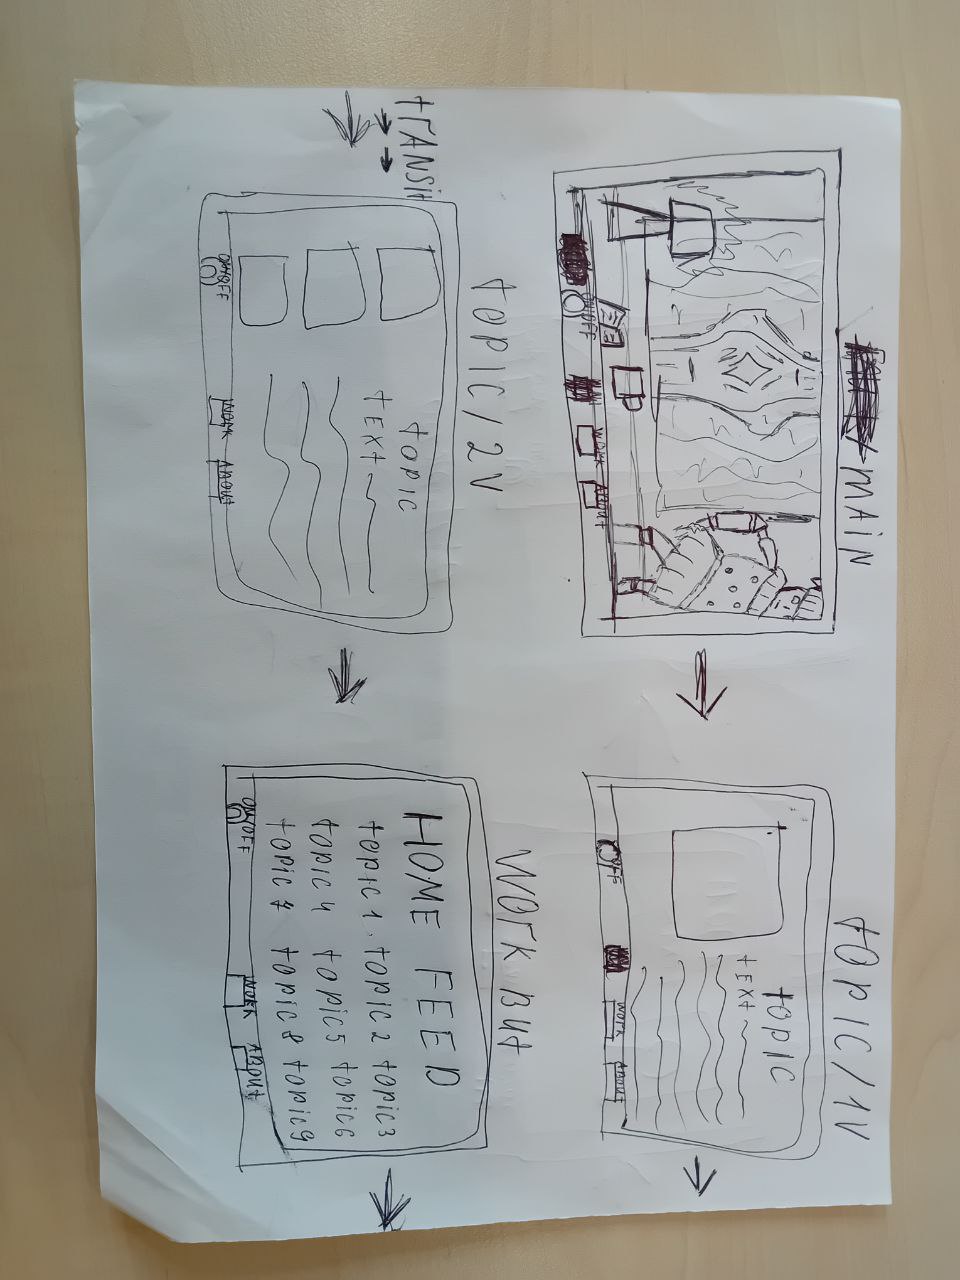 MAIN
ON/OFF
WORK
ABOUT
TOPIC/1V
TOPIC
TEXT
OFF
WORK
ABOUT
TRANSIT
TOPIC/2V
TOPIC
TEXT
ON/OFF
WORK
ABOUT
WORK BUT
HOME FEED
TOPIC 1. TOPIC 2 TOPIC 3
TOPIC 4 TOPIC 5 TOPIC 6
TOPIC 7 TOPIC 8 TOPIC 9
ON/OFF
WORK
ABOUT